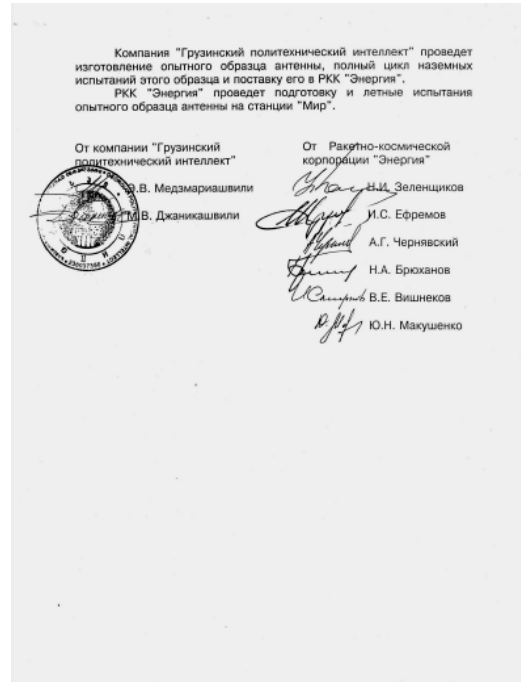 Компания "Грузинский политехнический интеллект" проведет
изготовление опытного образца антенны, полный цикл наземных
испытаний этого образца и поставку его в РКК "Энергия".
РКК "Энергия" проведет подготовку и летные испытания
опытного образца антенны на станции "Мир".
От компании "Грузинский
политехнический интеллект"
Э.В. Медзмариашвили
М.В. Джаникашвили
От Ракетно-космической
корпорации "Энергия"
Н.И. Зеленщиков
И.С. Ефремов
А.Г. Чернявский
Н.А. Брюханов
В.Е. Вишнеков
Ю.Н. Макушенко